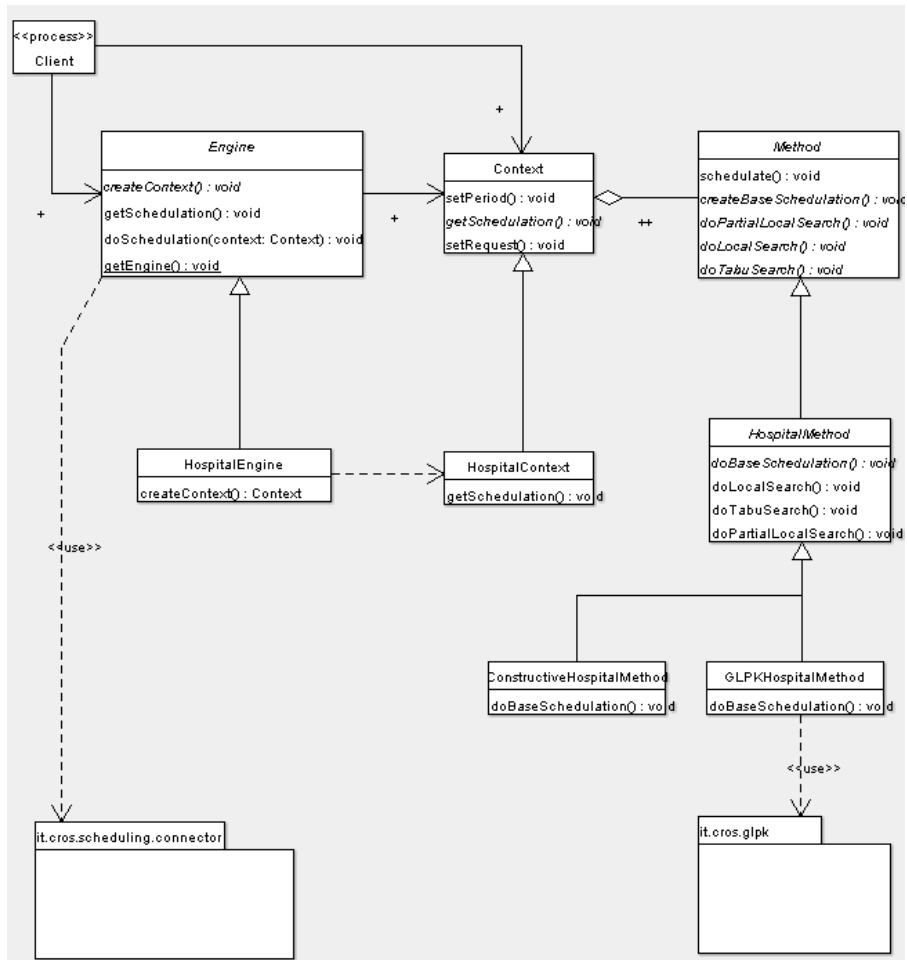 <<process>>
Client
+
+
Engine
createContext() : void
getSchedulation() : void
doSchedulation(context: Context) : void
getEngine() : void
+
Context
setPeriod() : void
getSchedulation() : void
setRequest() : void
++
Method
schedulate() : void
createBaseSchedulation() : void
doPartialLocalSearch() : void
doLocalSearch() : void
doTabuSearch() : void
HospitalEngine
createContext() : Context
HospitalContext
getSchedulation() : void
HospitalMethod
doBaseSchedulation() : void
doLocalSearch() : void
doTabuSearch() : void
doPartialLocalSearch() : void
<<use>>
ConstructiveHospitalMethod
doBaseSchedulation() : void
GLPKHospitalMethod
doBaseSchedulation() : void
<<use>>
it.cros.scheduling.connector
it.cros.glpk